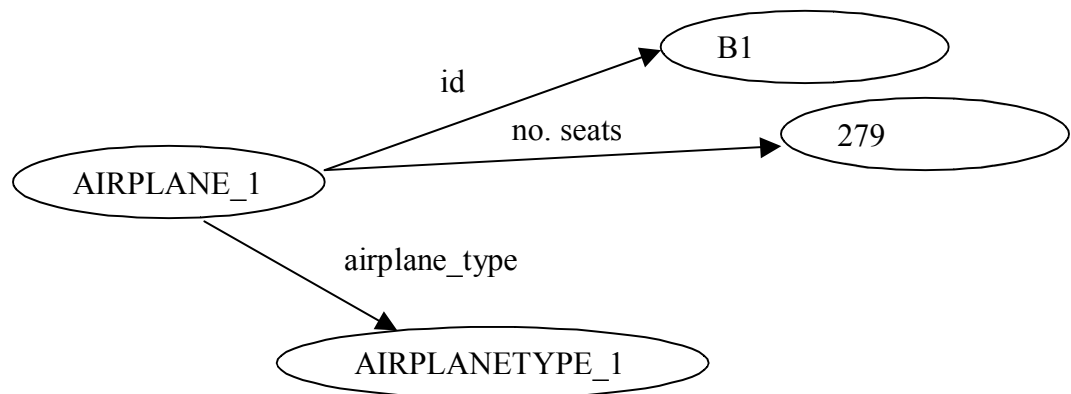 B1
id
no. seats
279
AIRPLANE_1
airplane_type
AIRPLANETYPE_1